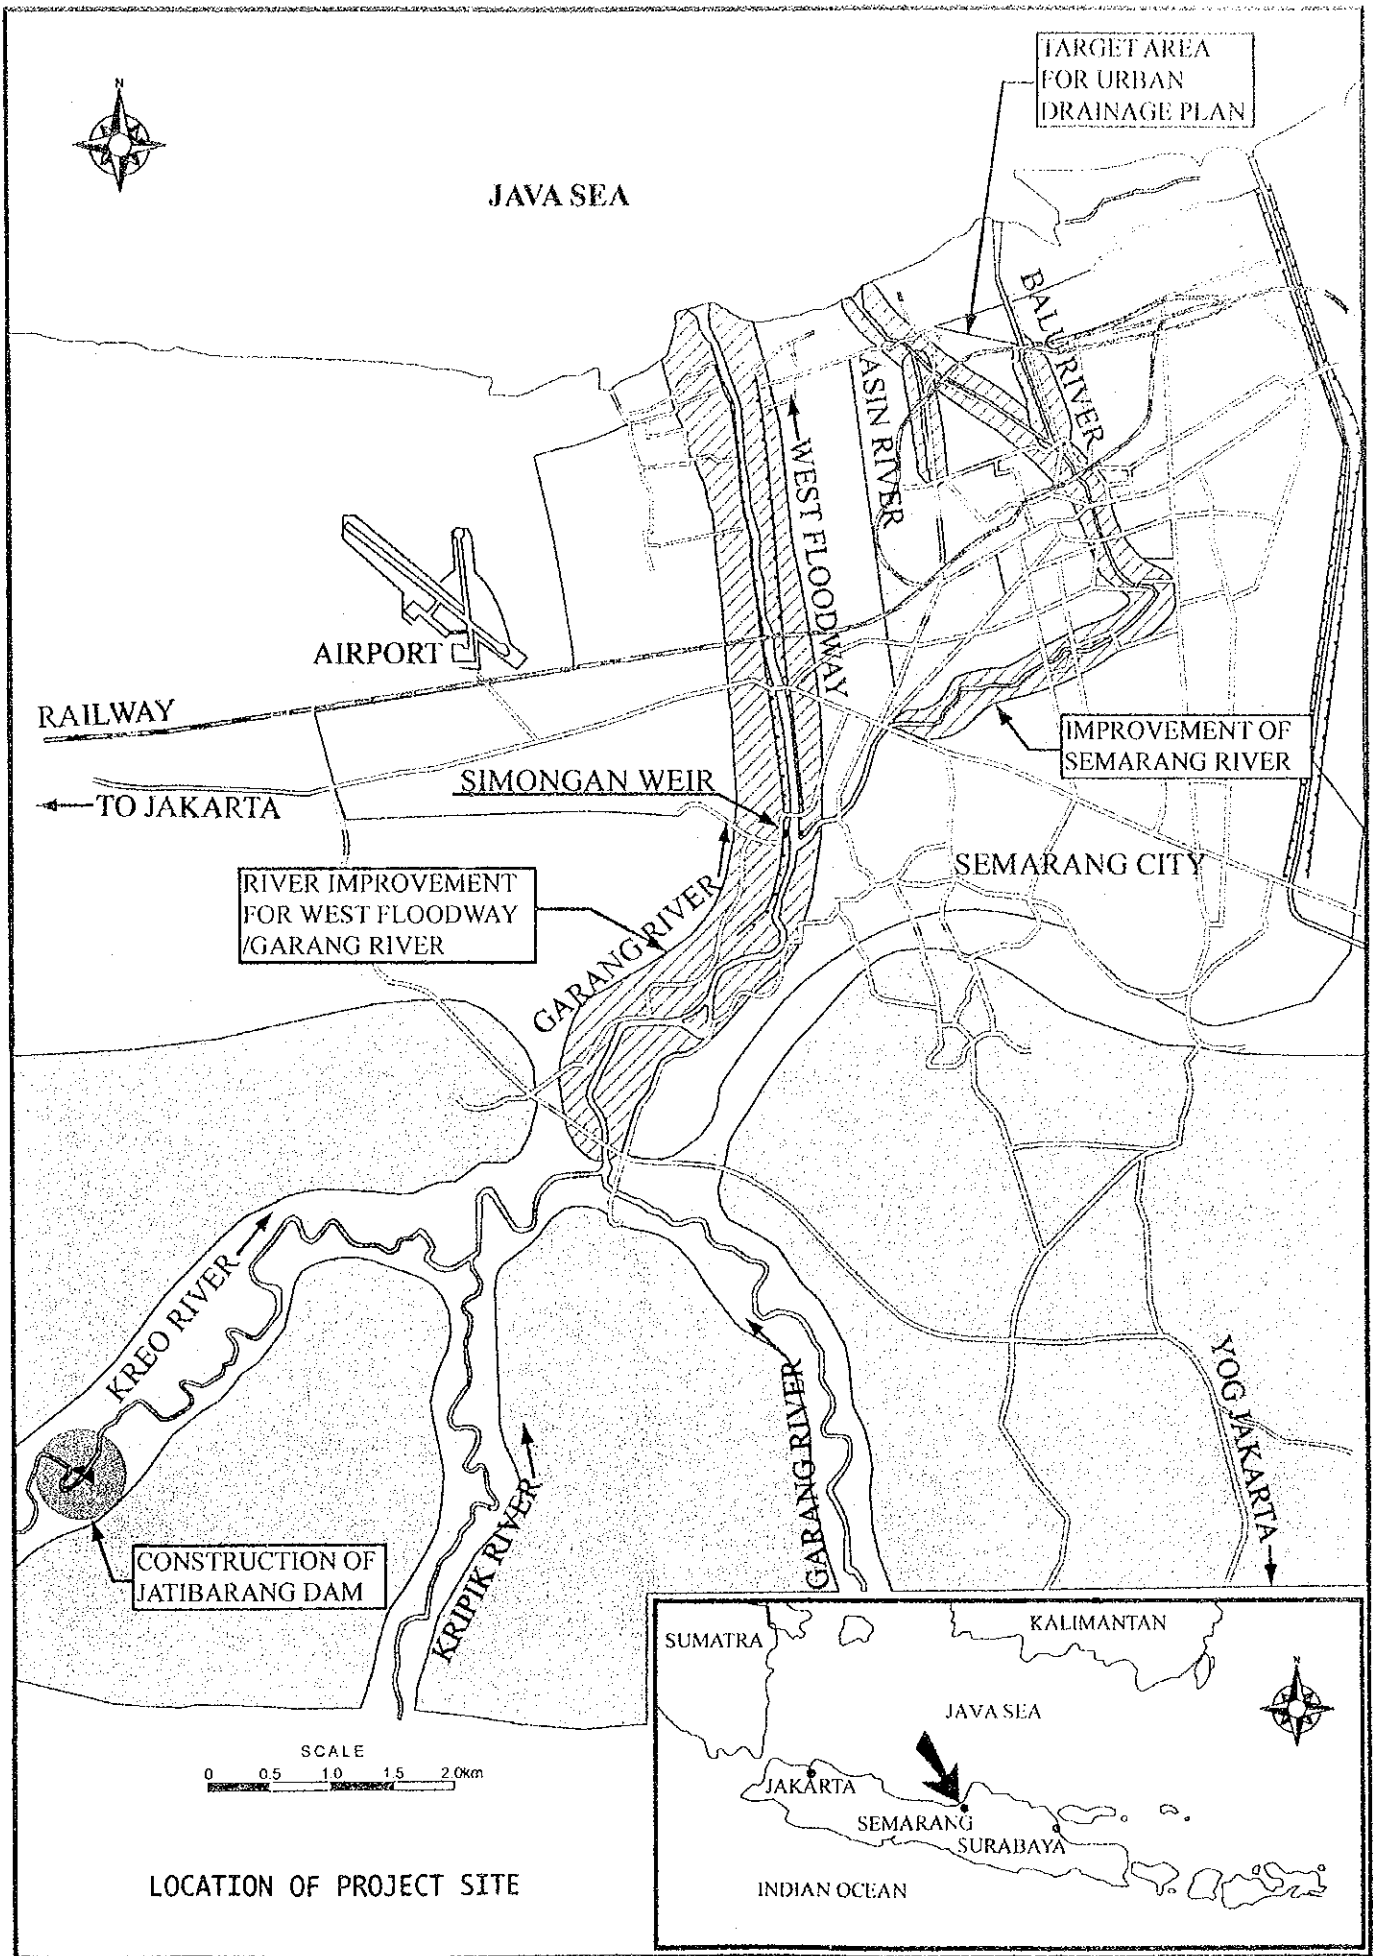 TARGET AREA
FOR URBAN
DRAINAGE PLAN
N
JAVA SEA
BALU RIVER
ASIN RIVER
WEST FLOODWAY
AIRPORT
RAILWAY
IMPROVEMENT OF
SEMARANG RIVER
SIMONGAN WEIR
TO JAKARTA
SEMARANG CITY
RIVER IMPROVEMENT
FOR WEST FLOODWAY
/GARANG RIVER
GARANG RIVER
KREO RIVER
YOG JAKARTA
GARANG RIVER
KRIPIK RIVER
CONSTRUCTION OF
JATIBARANG DAM
SCALE
0 0.5 1.0 1.5 2.0km
LOCATION OF PROJECT SITE
SUMATRA
KALIMANTAN
N
JAVA SEA
JAKARTA
SEMARANG
SURABAYA
INDIAN OCEAN